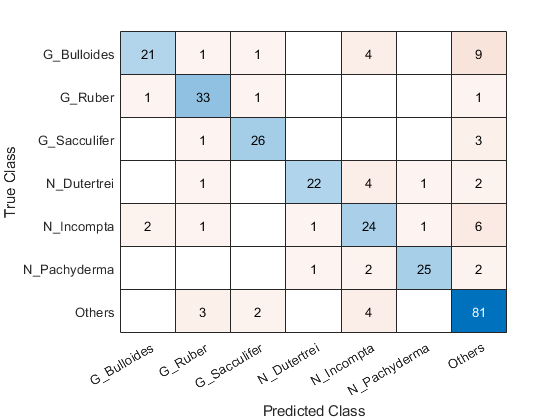 G_Bulloides 21 1 1 4 9
G_Ruber 1 33 1 1
G_Sacculifer 1 26 3
N_Dutertrei 1 22 4 1 2
N_Incompta 2 1 1 24 1 6
N_Pachyderma 1 2 25 2
Others 3 2 4 81
True Class
G_Bulloides G_Ruber G_Sacculifer N_Dutertrei N_Incompta N_Pachyderma Others
Predicted Class